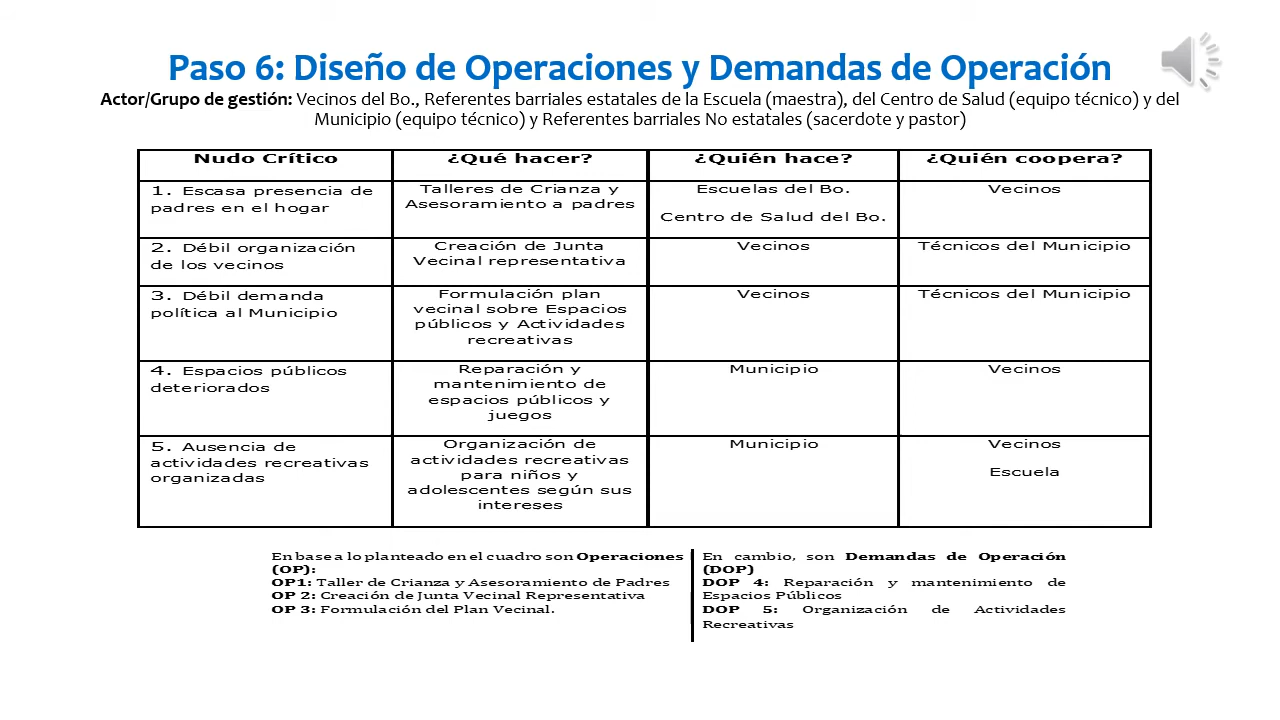 Paso 6: Diseño de Operaciones y Demandas de Operación
Actor/Grupo de gestión: Vecinos del Bo., Referentes barriales estatales de la Escuela (maestra), del Centro de Salud (equipo técnico) y del
Municipio (equipo técnico) y Referentes barriales No estatales (sacerdote y pastor)
Nudo Crítico
¿Qué hacer?
¿Quién hace?
¿Quién coopera?
1. Escasa presencia de
padres en el hogar
Talleres de Crianza y
Asesoramiento a padres
Escuelas del Bo.
Centro de Salud del Bo.
Vecinos
2. Débil organización
de los vecinos
Creación de Junta
Vecinal representativa
Vecinos
Técnicos del Municipio
3. Débil demanda
política al Municipio
Formulación plan
vecinal sobre Espacios
públicos y Actividades
recreativas
Vecinos
Técnicos del Municipio
4. Espacios públicos
deteriorados
Reparación y
mantenimiento de
espacios públicos y
juegos
Municipio
Vecinos
5. Ausencia de
actividades recreativas
organizadas
Organización de
actividades recreativas
para niños y
adolescentes según sus
intereses
Municipio
Vecinos
Escuela
En base a lo planteado en el cuadro son Operaciones
(OP):
OP1: Taller de Crianza y Asesoramiento de Padres
OP 2: Creación de Junta Vecinal Representativa
OP 3: Formulación del Plan Vecinal.
En cambio, son Demandas de Operación
(DOP)
DOP 4: Reparación y mantenimiento de
Espacios Públicos
DOP 5: Organización de Actividades
Recreativas